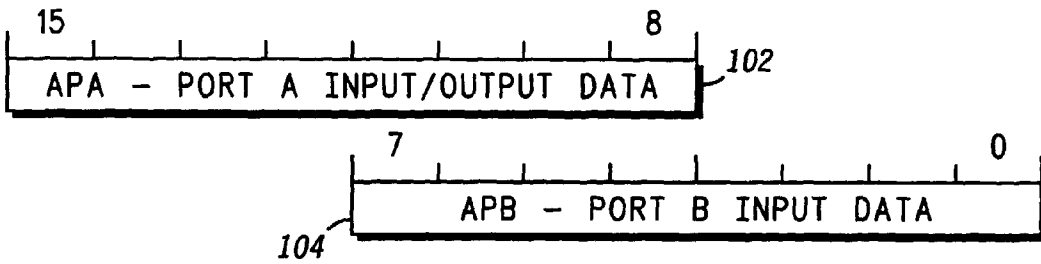 15 8
APA - PORT A INPUT/OUTPUT DATA 102
7 0
APB - PORT B INPUT DATA
104